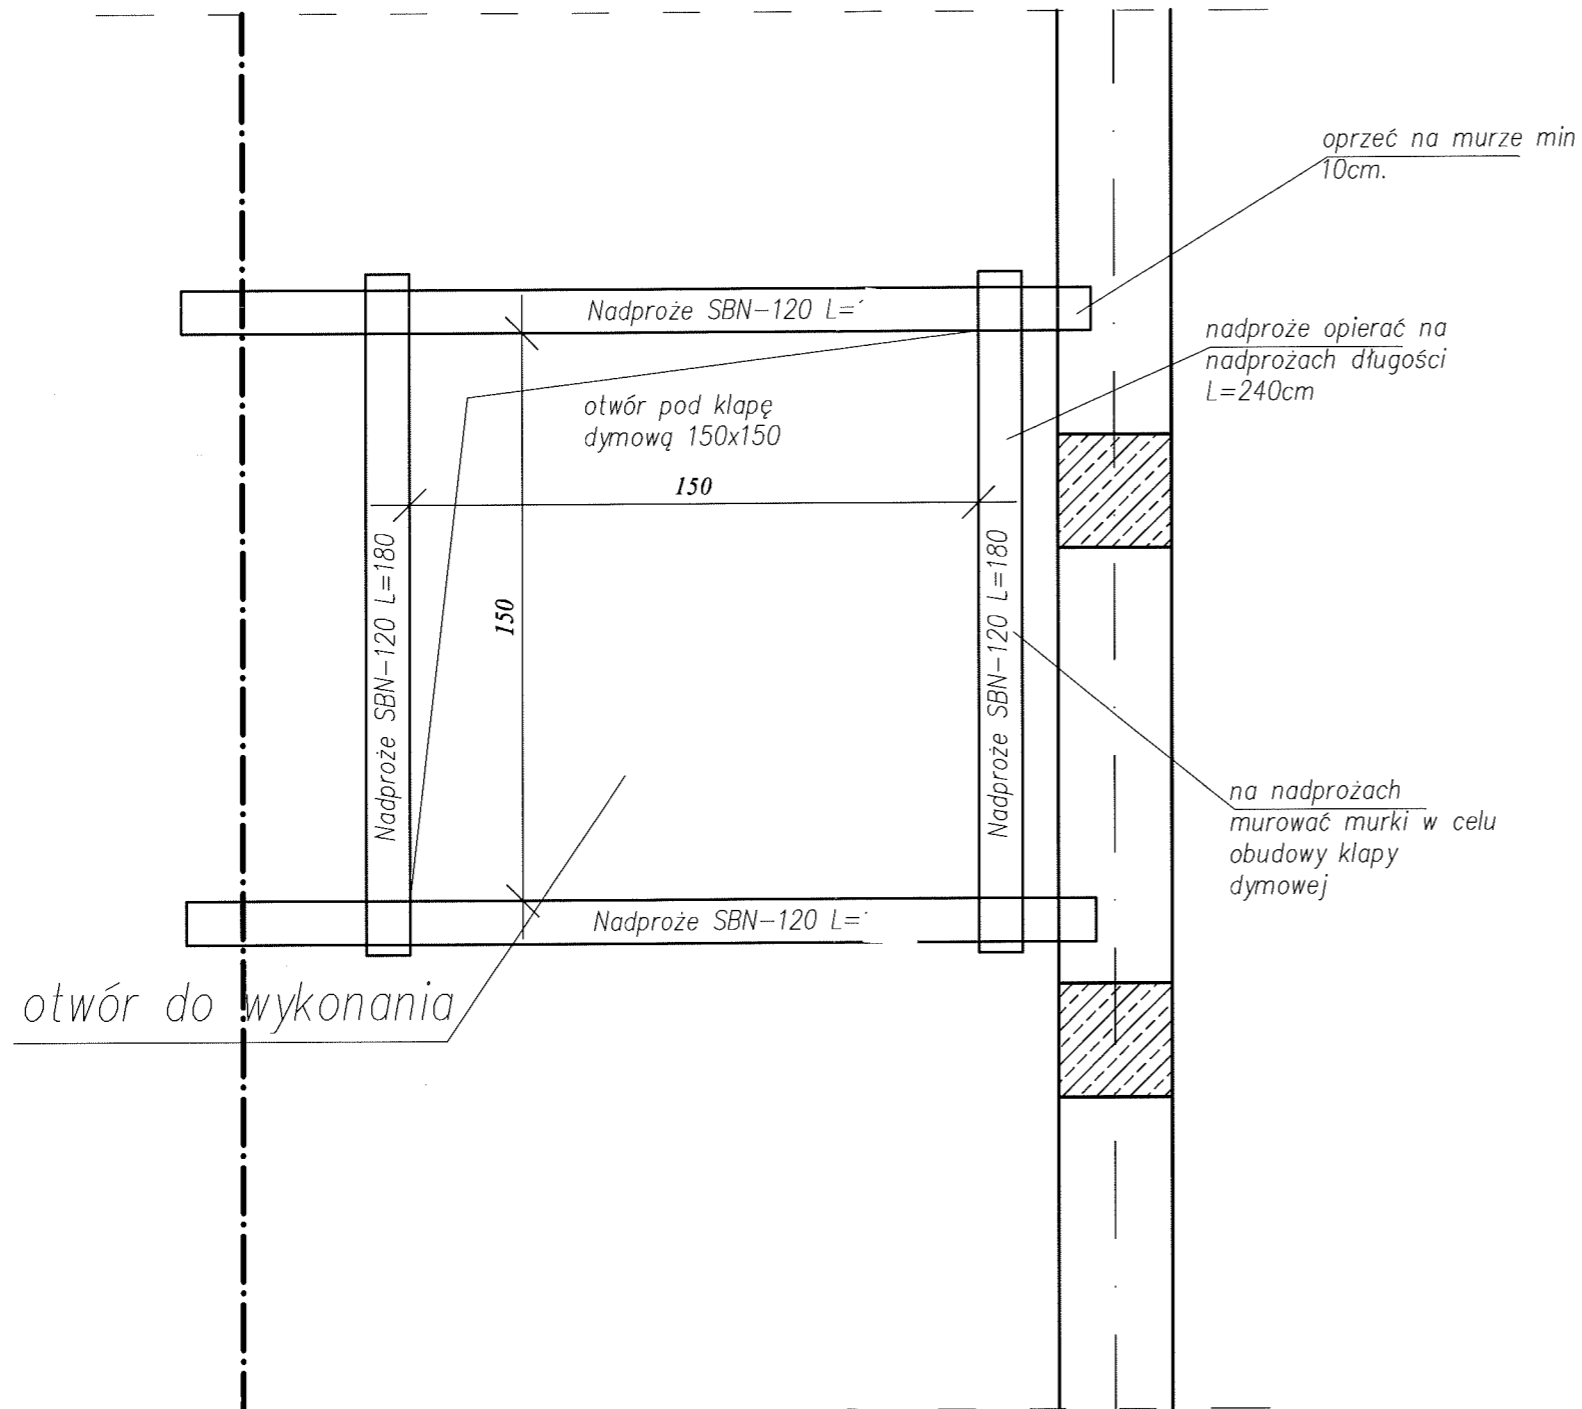 oprzeć na murze min
10cm.
Nadproże SBN-120 L=
nadproże opierać na
nadprożach długości
L=240cm
otwór pod klapę
dymową 150x150
150
150
Nadproże SBN-120 L=180
Nadproże SBN-120 L=180
na nadprożach
murować murki w celu
obudowy klapy
dymowej
Nadproże SBN-120 L=
otwór do wykonania